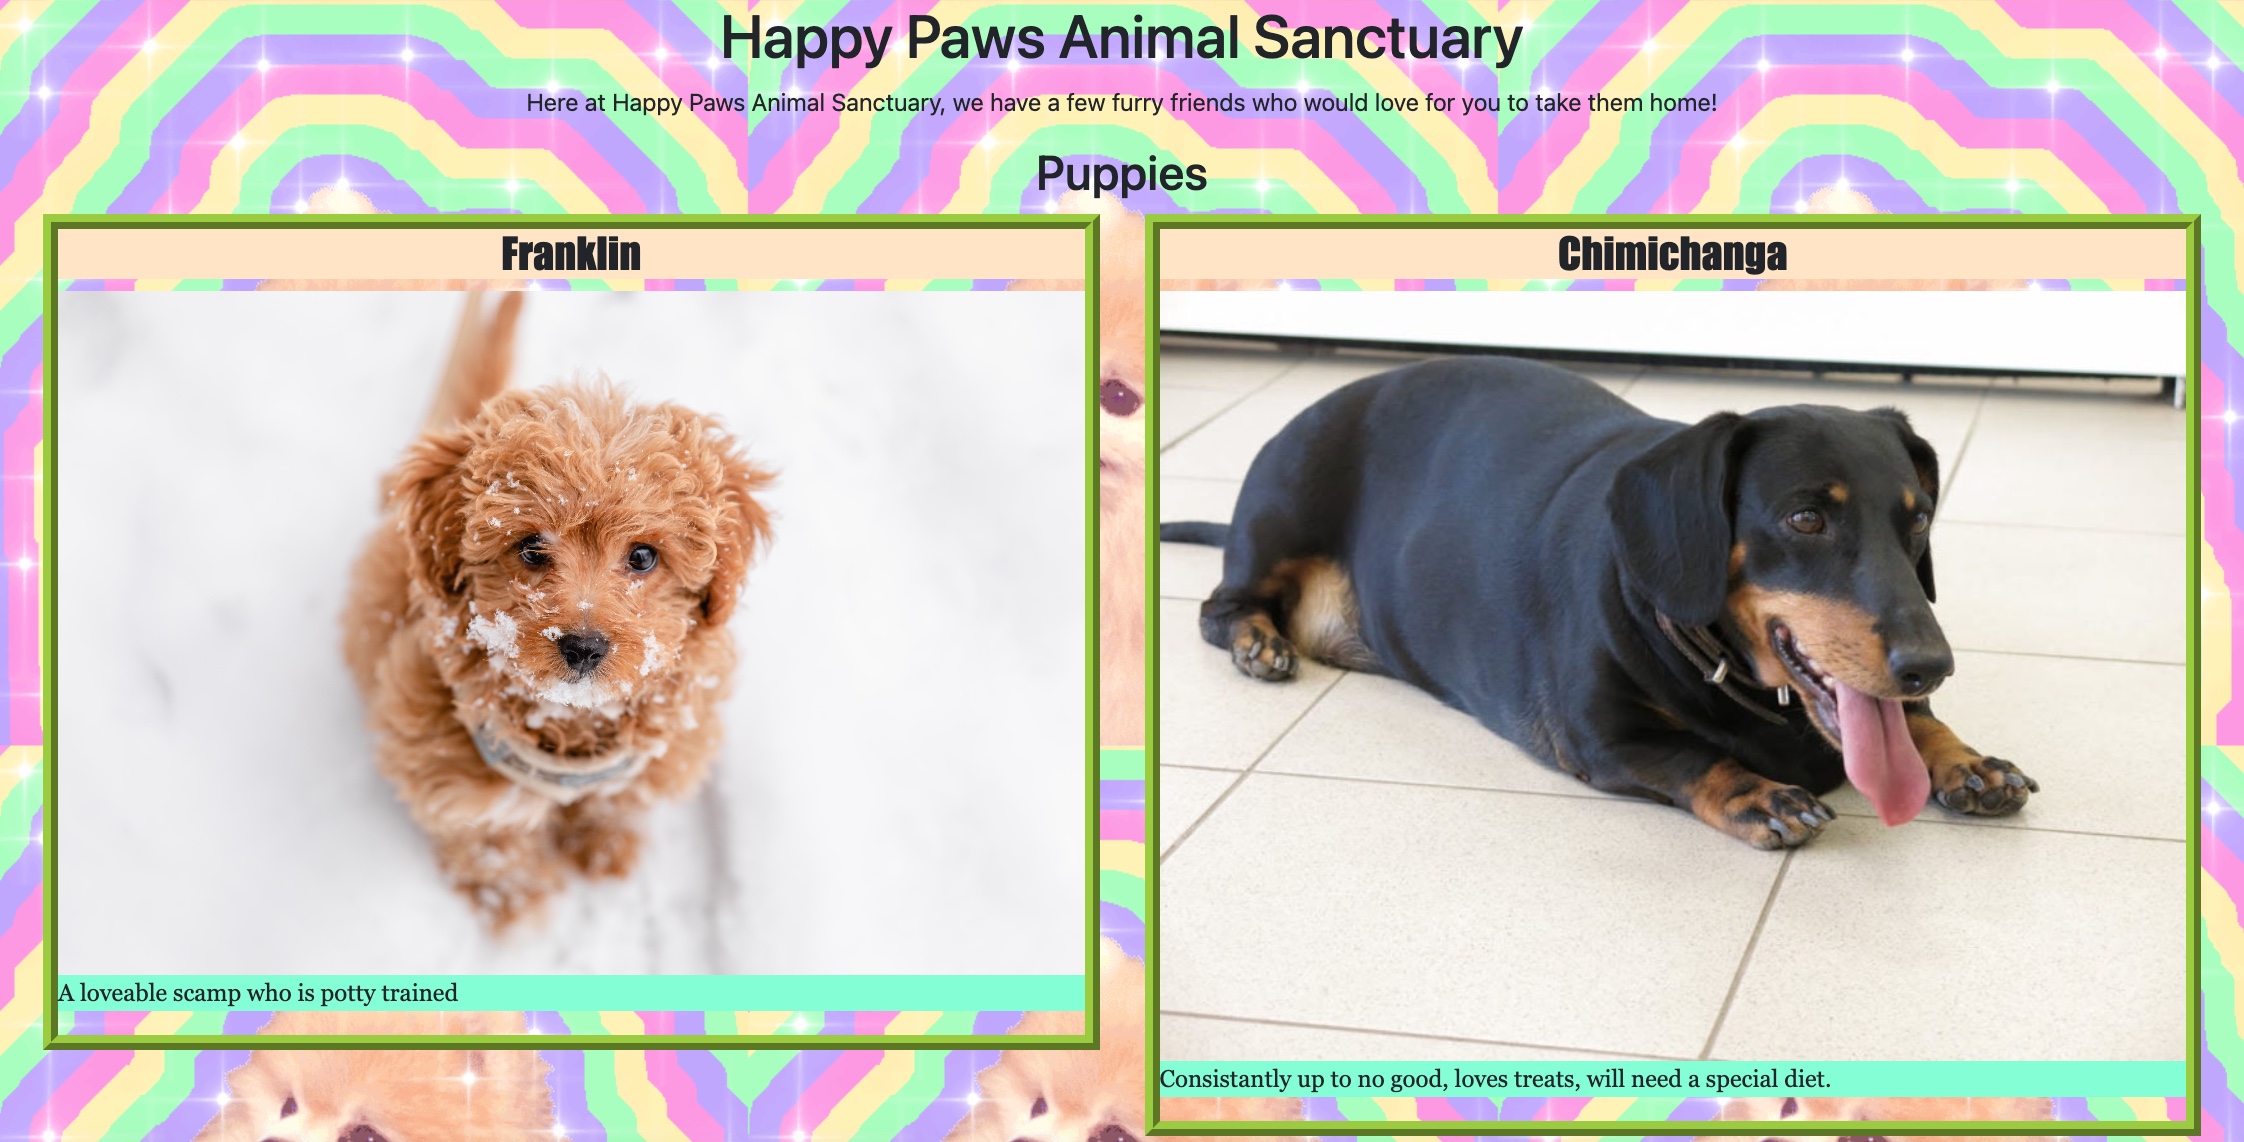 Happy Paws Animal Sanctuary
Here at Happy Paws Animal Sanctuary, we have a few furry friends who would love for you to take them home!
Puppies
Franklin
Chimichanga
A loveable scamp who is potty trained
Consistantly up to no good, loves treats, will need a special diet.